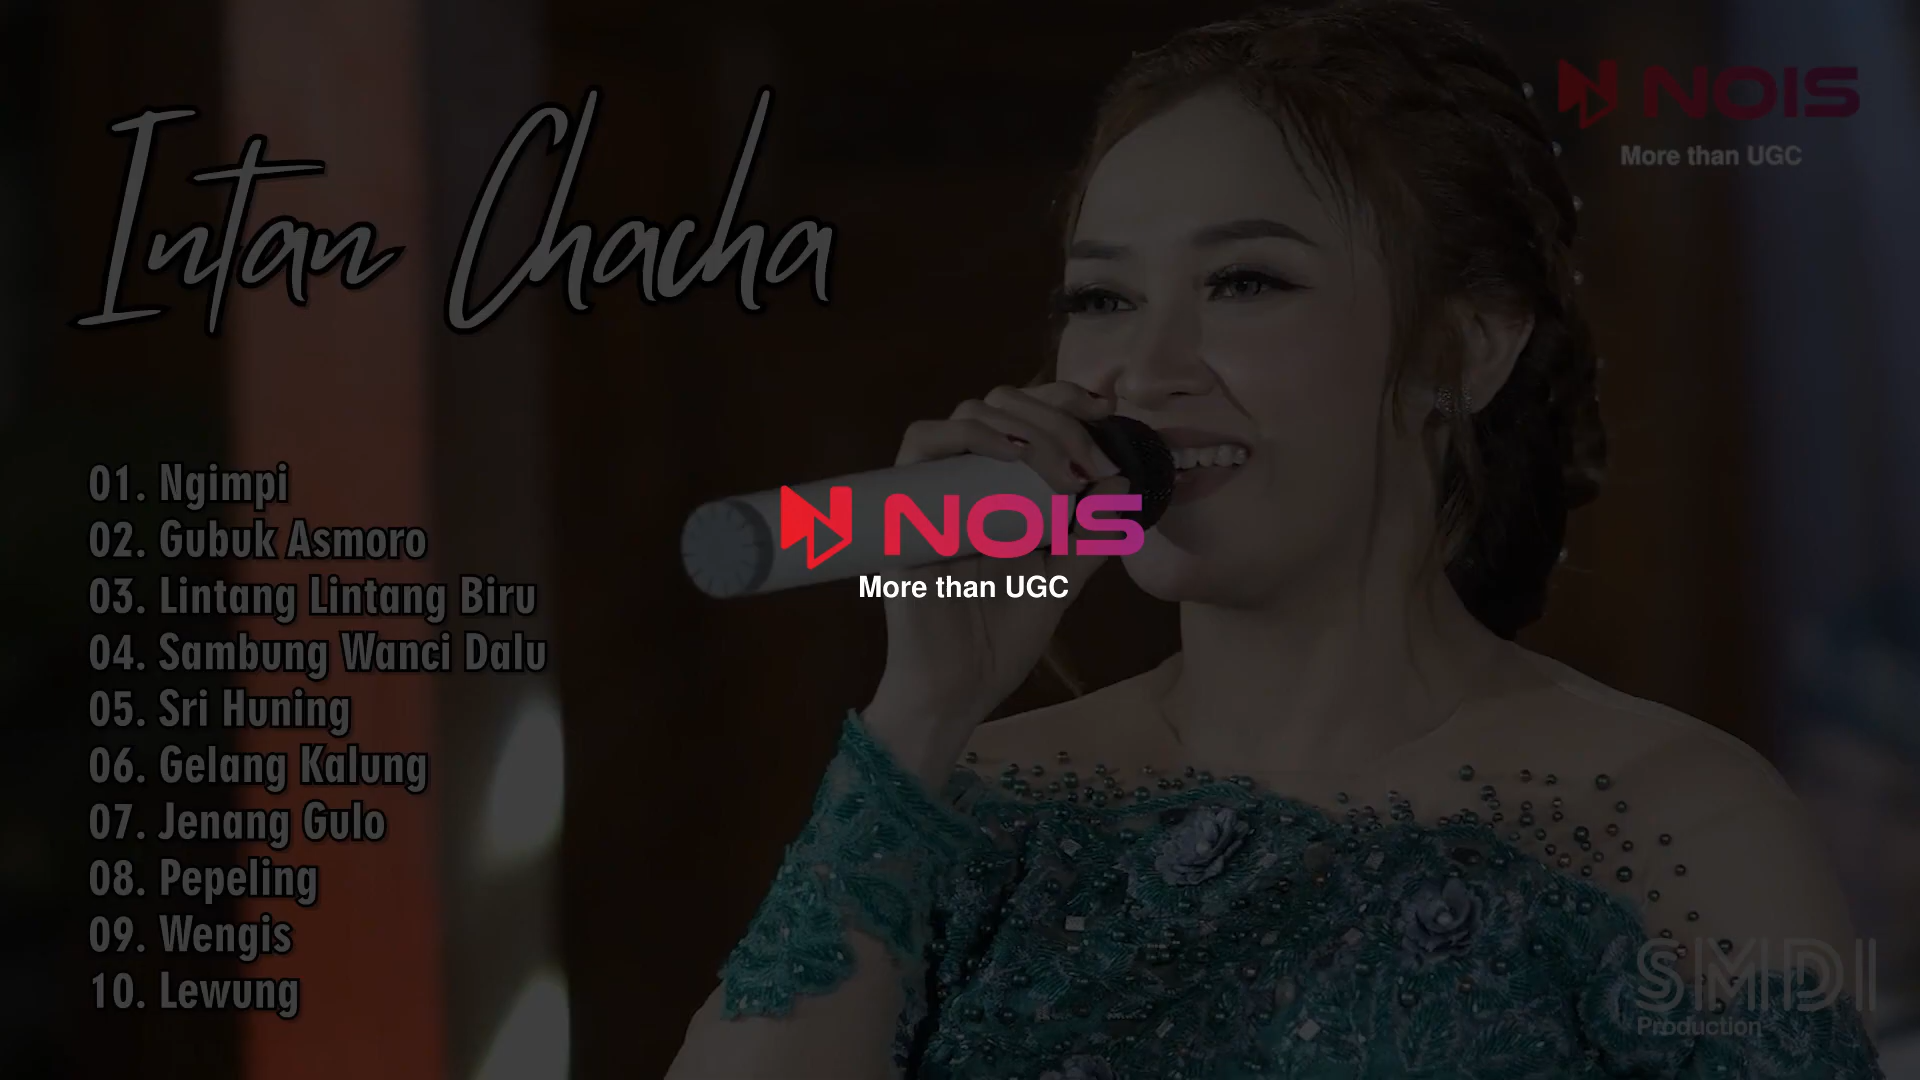 Intan Chacha
NOIS
More than UGC
01. Ngimpi
02. Gubuk Asmoro
03. Lintang Lintang Biru
04. Sambung Wanci Dalu
05. Sri Huning
06. Gelang Kalung
07. Jenang Gulo
08. Pepeling
09. Wengis
10. Lewung
NOIS
More than UGC
SMDI
Production